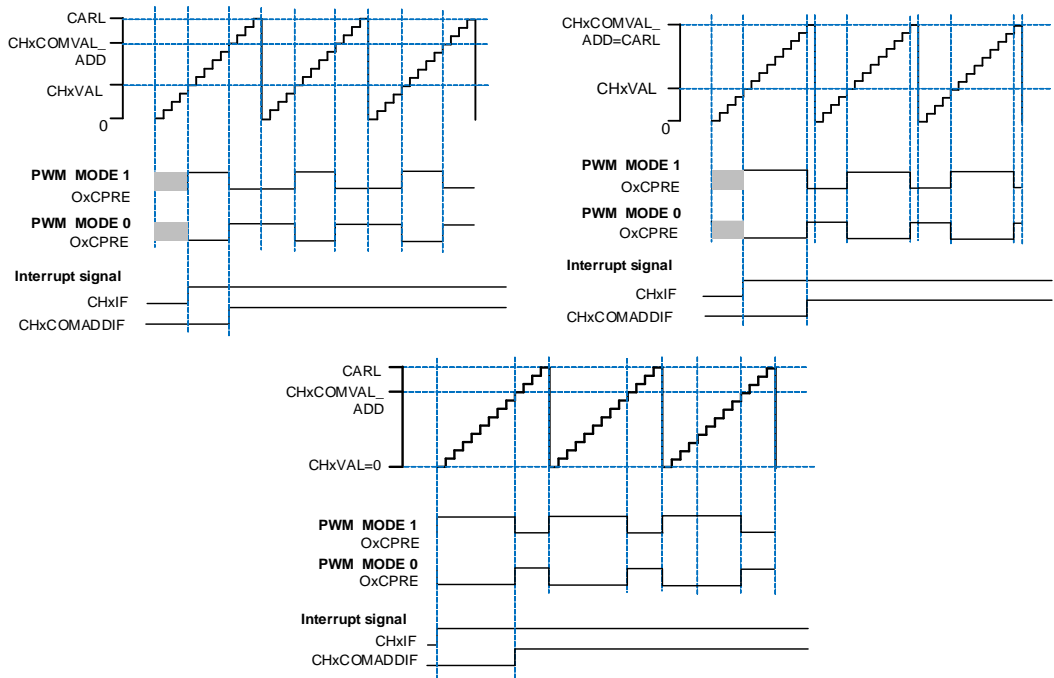 CARL
CHxCOMVAL_
ADD
CHxVAL
0
PWM MODE 1
OxCPRE
PWM MODE 0
OxCPRE
Interrupt signal
CHxIF
CHxCOMADDIF
CHxCOMVAL_
ADD=CARL
CHxVAL
0
PWM MODE 1
OxCPRE
PWM MODE 0
OxCPRE
Interrupt signal
CHxIF
CHxCOMADDIF
CARL
CHxCOMVAL_
ADD
CHxVAL=0
PWM MODE 1
OxCPRE
PWM MODE 0
OxCPRE
Interrupt signal
CHxIF
CHxCOMADDIF